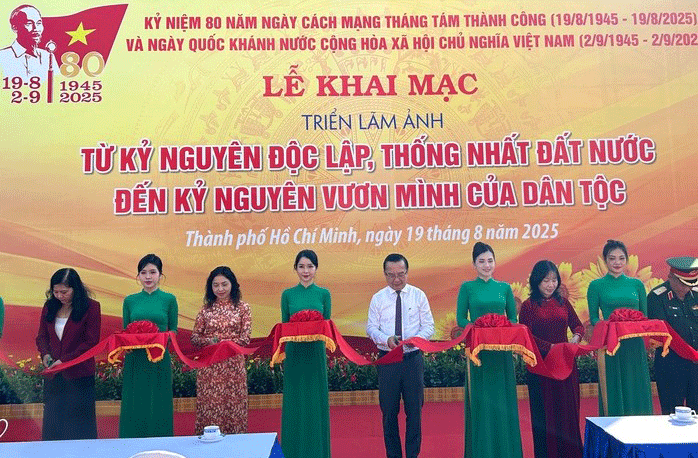 KỶ NIỆM 80 NĂM NGÀY CÁCH MẠNG THÁNG TÁM THÀNH CÔNG (19/8/1945 - 19/8/2025)
VÀ NGÀY QUỐC KHÁNH NƯỚC CỘNG HÒA XÃ HỘI CHỦ NGHĨA VIỆT NAM (2/9/1945 - 2/9/202
19-8
2-9
80
1945
2025
LỄ KHAI MẠC
TRIỂN LÃM ẢNH
TỪ KỶ NGUYÊN ĐỘC LẬP, THỐNG NHẤT ĐẤT NƯỚC
ĐẾN KỶ NGUYÊN VƯƠN MÌNH CỦA DÂN TỘC
Thành phố Hồ Chí Minh, ngày 19 tháng 8 năm 2025